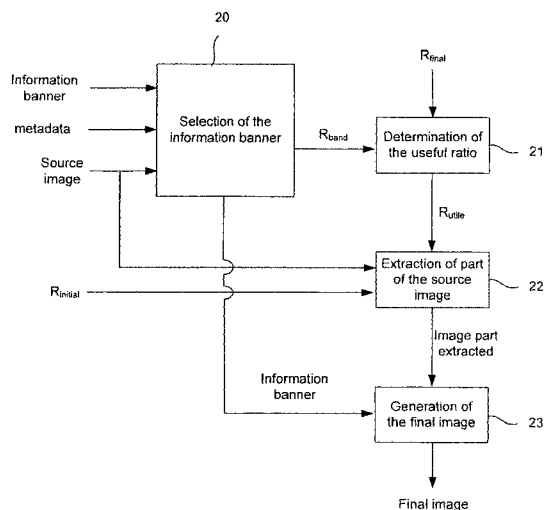 20
Information
banner
metadata
Source
image
Selection of the
information banner
R_band
R_final
Determination of
the useful ratio
21
R_utile
R_initial
Extraction of part
of the source
image
22
Image part
extracted
Information
banner
Generation of
the final image
23
Final image